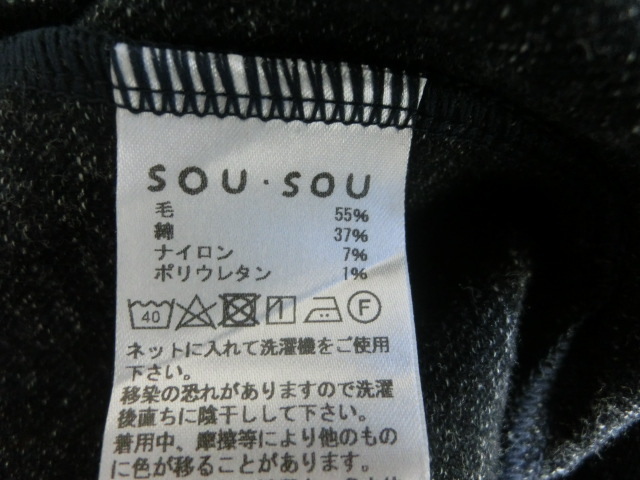 SOU・SOU
毛 55%
綿 37%
ナイロン 7%
ポリウレタン 1%
40 F
ネットに入れて洗濯機をご使用
下さい。
移染の恐れがありますので洗濯
後直ちに陰干しして下さい。
着用中、摩擦等により他のもの
に色が移ることがあります。